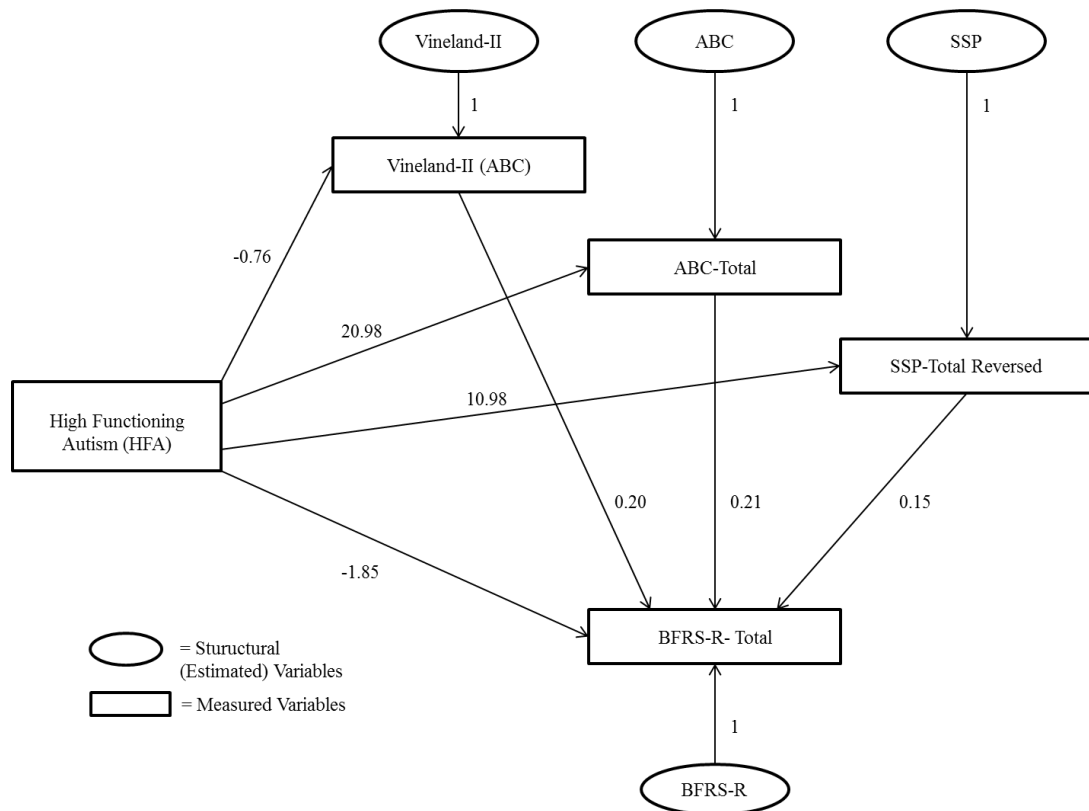 Vineland-II
ABC
SSP
1
1
1
Vineland-II (ABC)
-0.76
ABC-Total
20.98
SSP-Total Reversed
10.98
High Functioning
Autism (HFA)
0.20
0.21
0.15
-1.85
BFRS-R- Total
= Sturuectural
(Estimated) Variables
= Measured Variables
1
BFRS-R